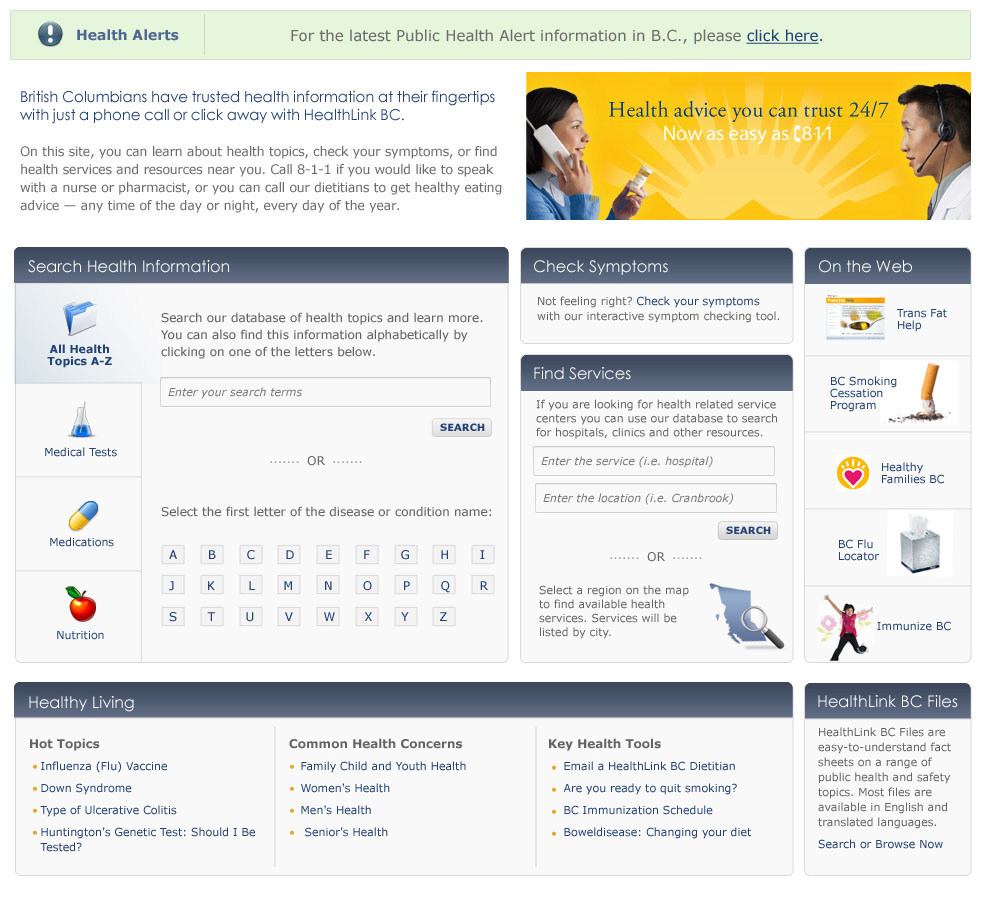 Health Alerts
For the latest Public Health Alert information in B.C., please click here.
British Columbians have trusted health information at their fingertips
with just a phone call or click away with HealthLink BC.
On this site, you can learn about health topics, check your symptoms, or find
health services and resources near you. Call 8-1-1 if you would like to speak
with a nurse or pharmacist, or you can call our dietitians to get healthy eating
advice — any time of the day or night, every day of the year.
Health advice you can trust 24/7
Now as easy as 811
Search Health Information
All Health
Topics A-Z
Medical Tests
Medications
Nutrition
Search our database of health topics and learn more.
You can also find this information alphabetically by
clicking on one of the letters below.
Enter your search terms
SEARCH
....... OR .......
Select the first letter of the disease or condition name:
A B C D E F G H I
J K L M N O P Q R
S T U V W X Y Z
Check Symptoms
Not feeling right? Check your symptoms
with our interactive symptom checking tool.
Find Services
If you are looking for health related service
centers you can use our database to search
for hospitals, clinics and other resources.
Enter the service (i.e. hospital)
Enter the location (i.e. Cranbrook)
SEARCH
....... OR .......
Select a region on the map
to find available health
services. Services will be
listed by city.
On the Web
Trans Fat
Help
BC Smoking
Cessation
Program
Healthy
Families BC
BC Flu
Locator
Immunize BC
Healthy Living
Hot Topics
Influenza (Flu) Vaccine
Down Syndrome
Type of Ulcerative Colitis
Huntington's Genetic Test: Should I Be
Tested?
Common Health Concerns
Family Child and Youth Health
Women's Health
Men's Health
Senior's Health
Key Health Tools
Email a HealthLink BC Dietitian
Are you ready to quit smoking?
BC Immunization Schedule
Boweldisease: Changing your diet
HealthLink BC Files
HealthLink BC Files are
easy-to-understand fact
sheets on a range of
public health and safety
topics. Most files are
available in English and
translated languages.
Search or Browse Now